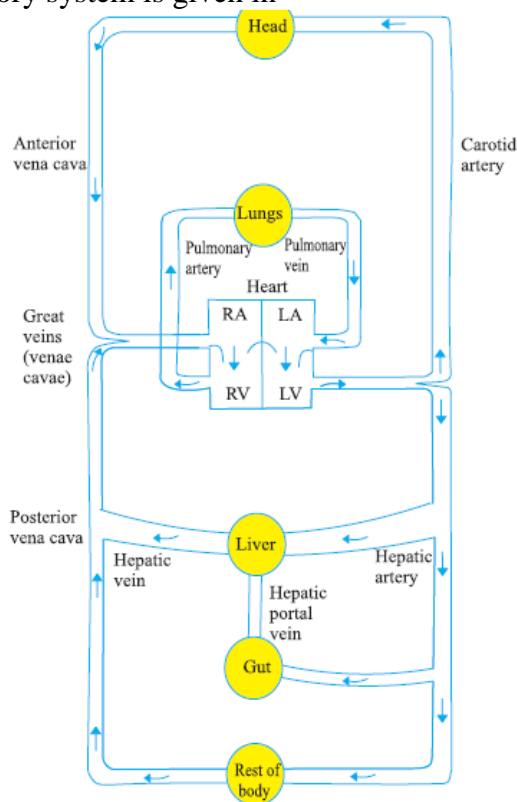 ory system is given in
Head
Anterior
vena cava
Carotid
artery
Lungs
Pulmonary
artery
Pulmonary
vein
Heart
RA
LA
Great
veins
(venae
cavae)
RV
LV
Posterior
vena cava
Liver
Hepatic
vein
Hepatic
artery
Hepatic
portal
vein
Gut
Rest of
body